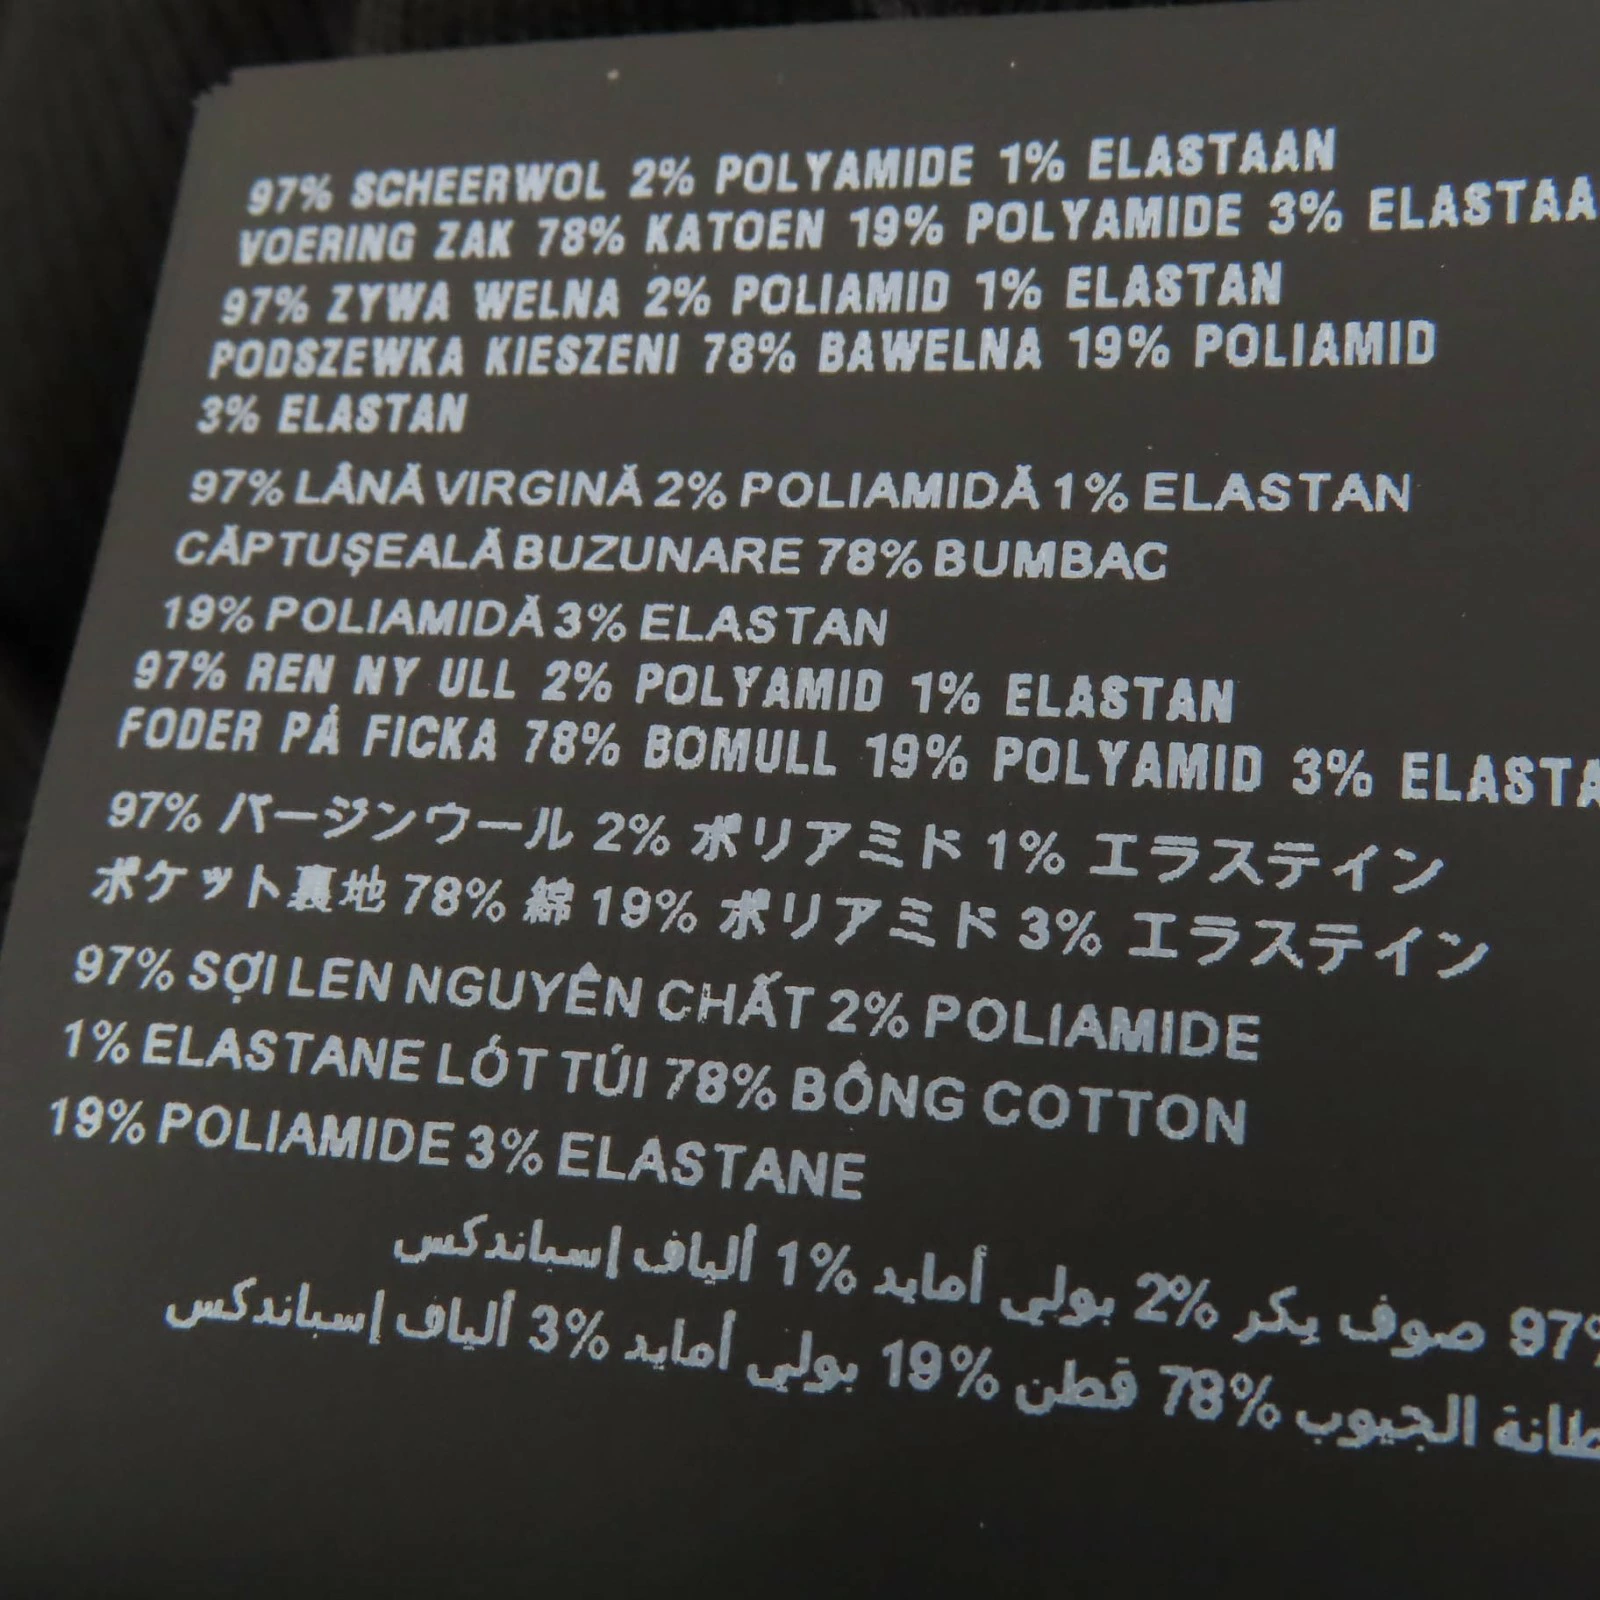 97% SCHEERWOL 2% POLYAMIDE 1% ELASTAAN
VOERING ZAK 78% KATOEN 19% POLYAMIDE 3% ELASTAA
97% ZYWA WELNA 2% POLIAMID 1% ELASTAN
PODSZEWKA KIESZENI 78% BAWELNA 19% POLIAMID
3% ELASTAN
97% LÂNĂ VIRGINĂ 2% POLIAMIDĂ 1% ELASTAN
CĂPTUȘEALĂ BUZUNARE 78% BUMBAC
19% POLIAMIDĂ 3% ELASTAN
97% REN NY ULL 2% POLYAMID 1% ELASTAN
FODER PÅ FICKA 78% BOMULL 19% POLYAMID 3% ELASTA
97% バージンウール 2% ポリアミド 1% エラステイン
ポケット裏地 78% 綿 19% ポリアミド 3% エラステイン
97% SỢI LEN NGUYÊN CHẤT 2% POLIAMIDE
1% ELASTANE LÓT TÚI 78% BÔNG COTTON
19% POLIAMIDE 3% ELASTANE
97% صوف بكر 2% بولي أمايد 1% ألياف إسباندكس
طانة الجيوب 78% قطن 19% بولي أمايد 3% ألياف إسباندكس